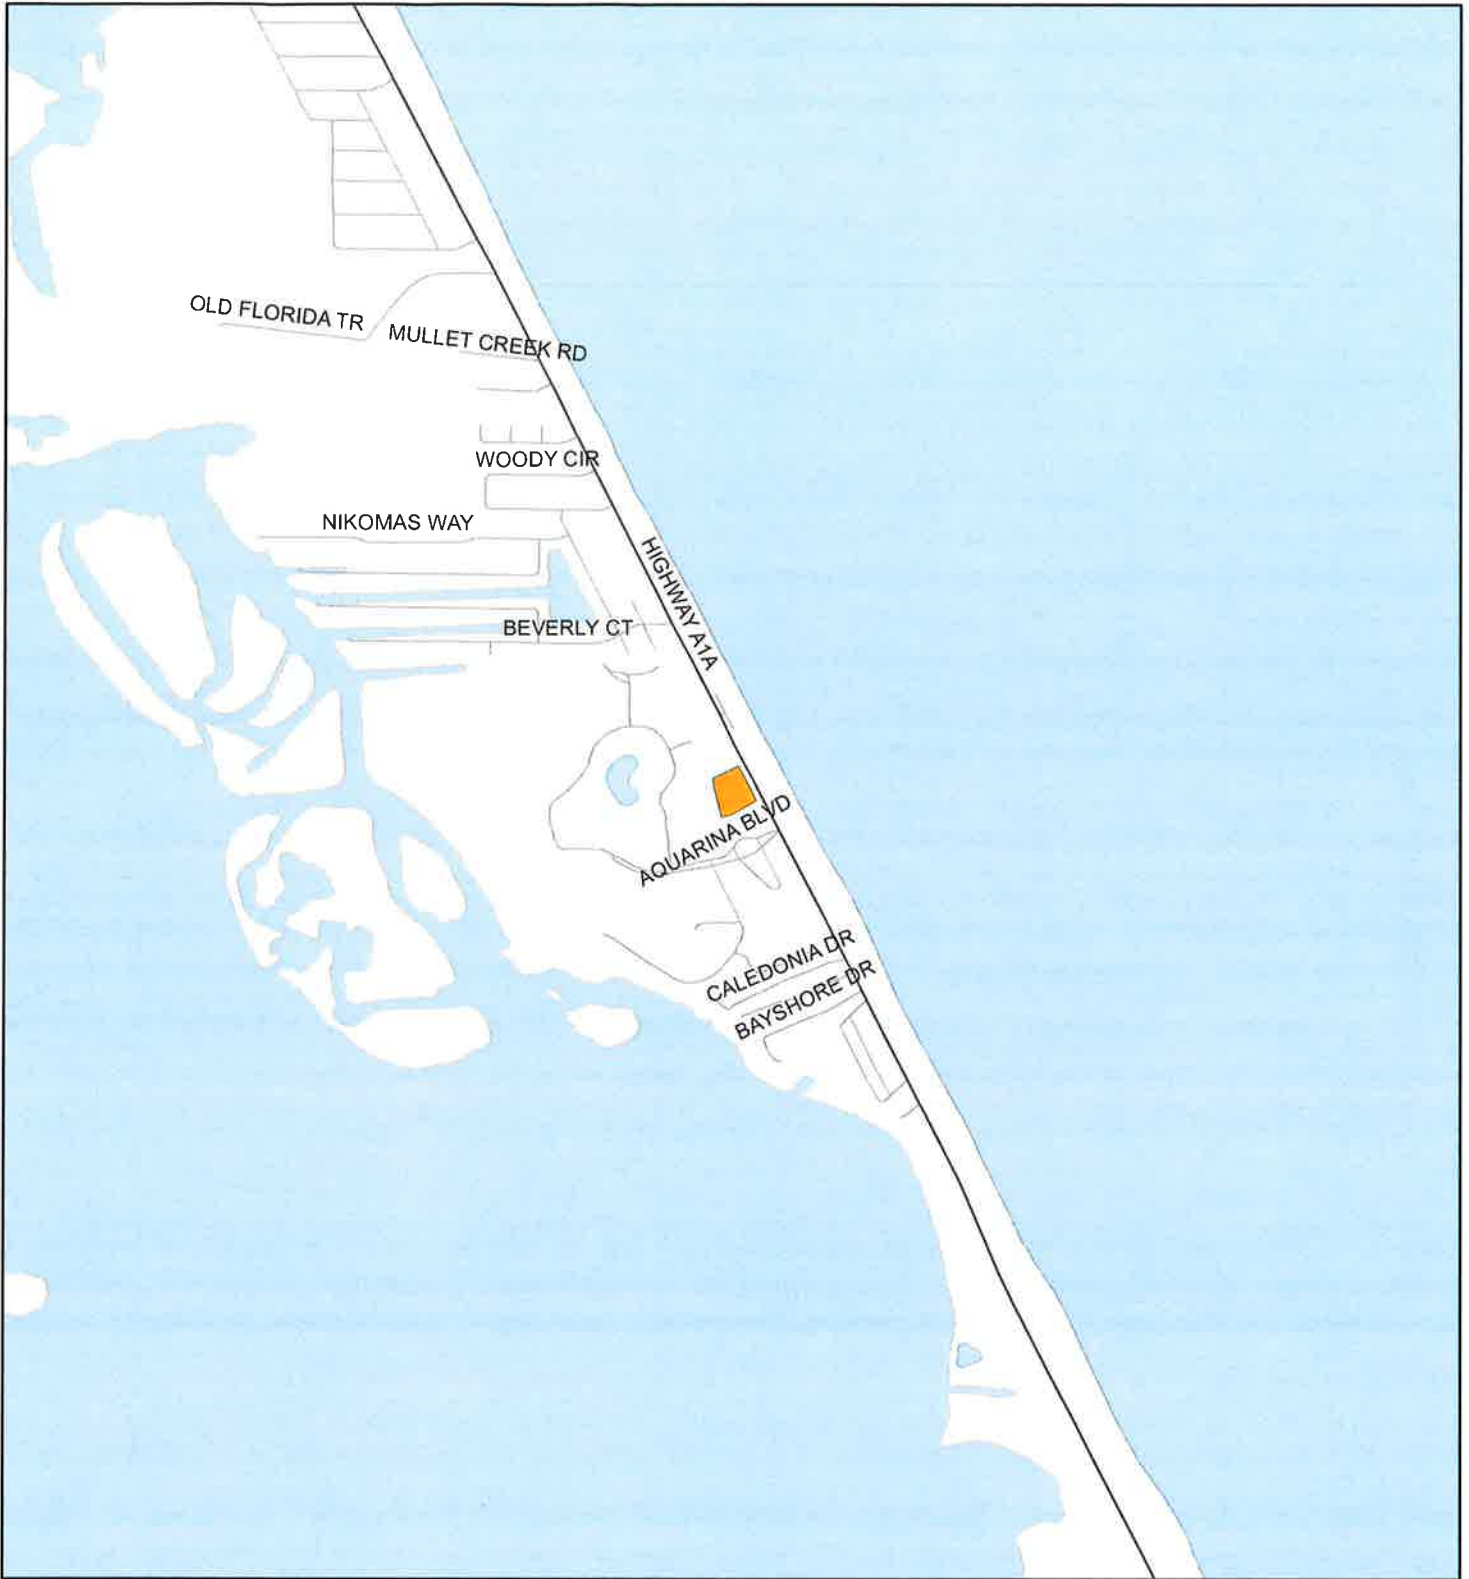 OLD FLORIDA TR
MULLET CREEK RD
WOODY CIR
NIKOMAS WAY
HIGHWAY A1A
BEVERLY CT
AQUARINA BLVD
CALEDONIA DR
BAYSHORE DR